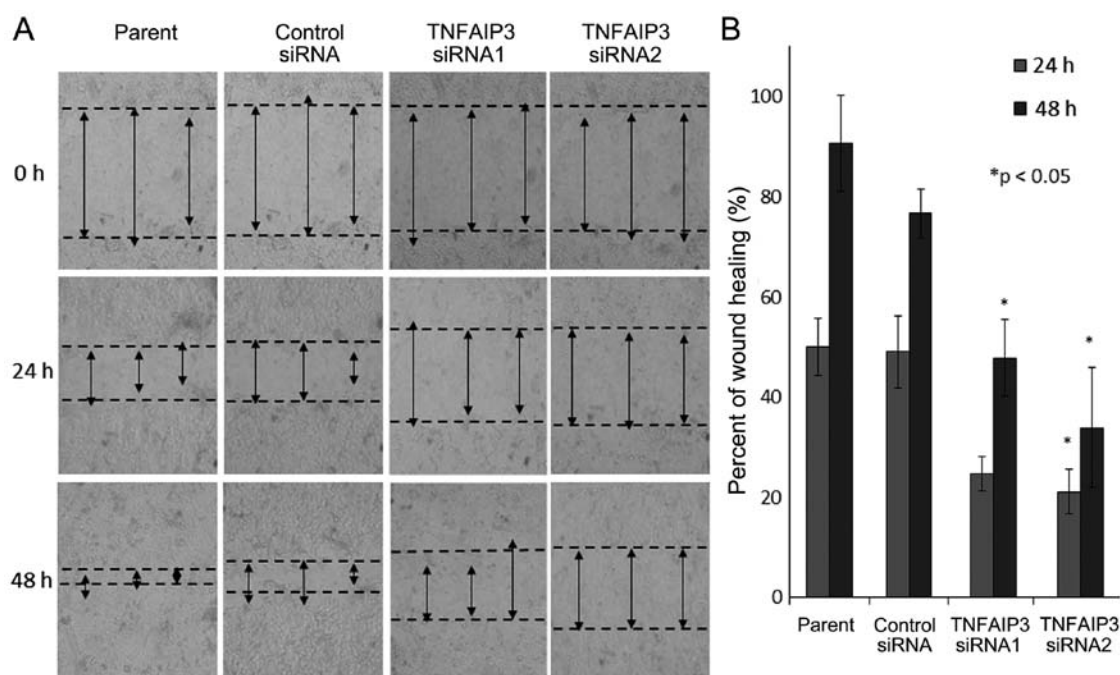 A
Parent
Control
siRNA
TNFAIP3
siRNA1
TNFAIP3
siRNA2
0 h
24 h
48 h
B
Percent of wound healing (%)
100
80
60
40
20
0
24 h
48 h
*p < 0.05
*
*
*
Parent
Control
siRNA
TNFAIP3
siRNA1
TNFAIP3
siRNA2